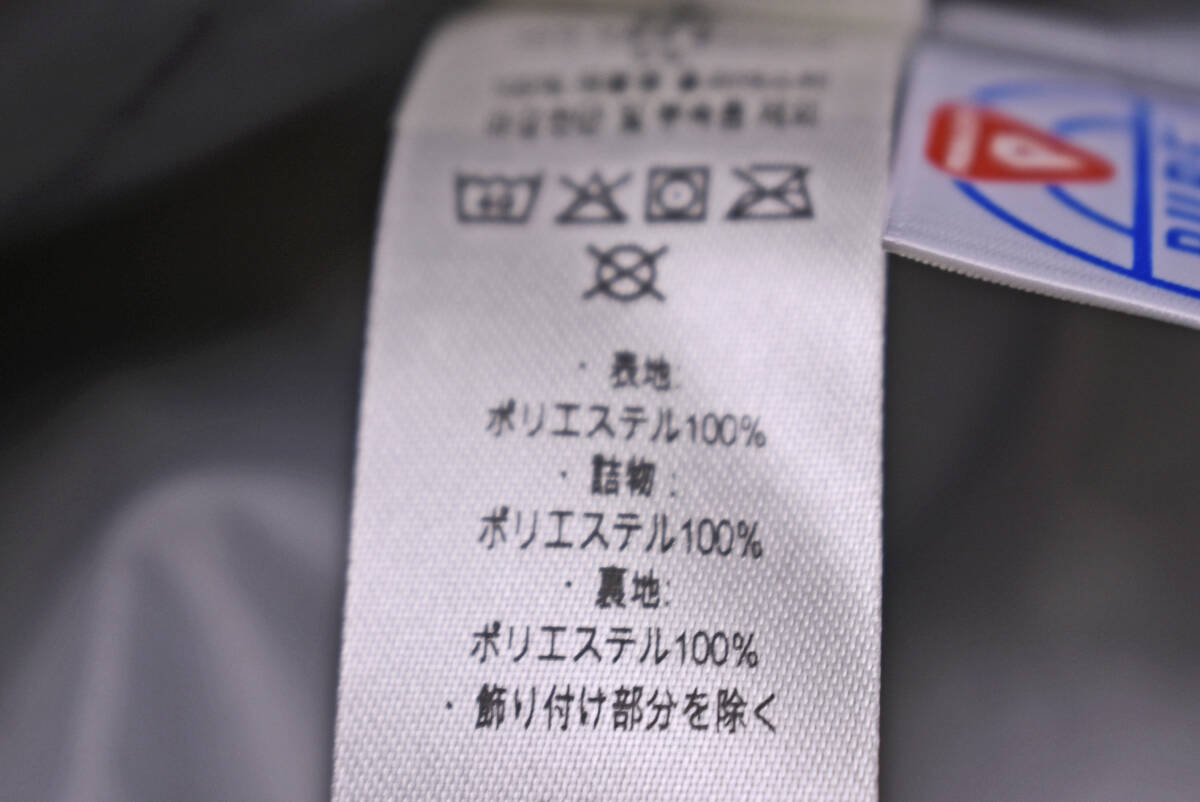 ・表地:
ポリエステル100%
・詰物:
ポリエステル100%
・裏地:
ポリエステル100%
・飾り付け部分を除く